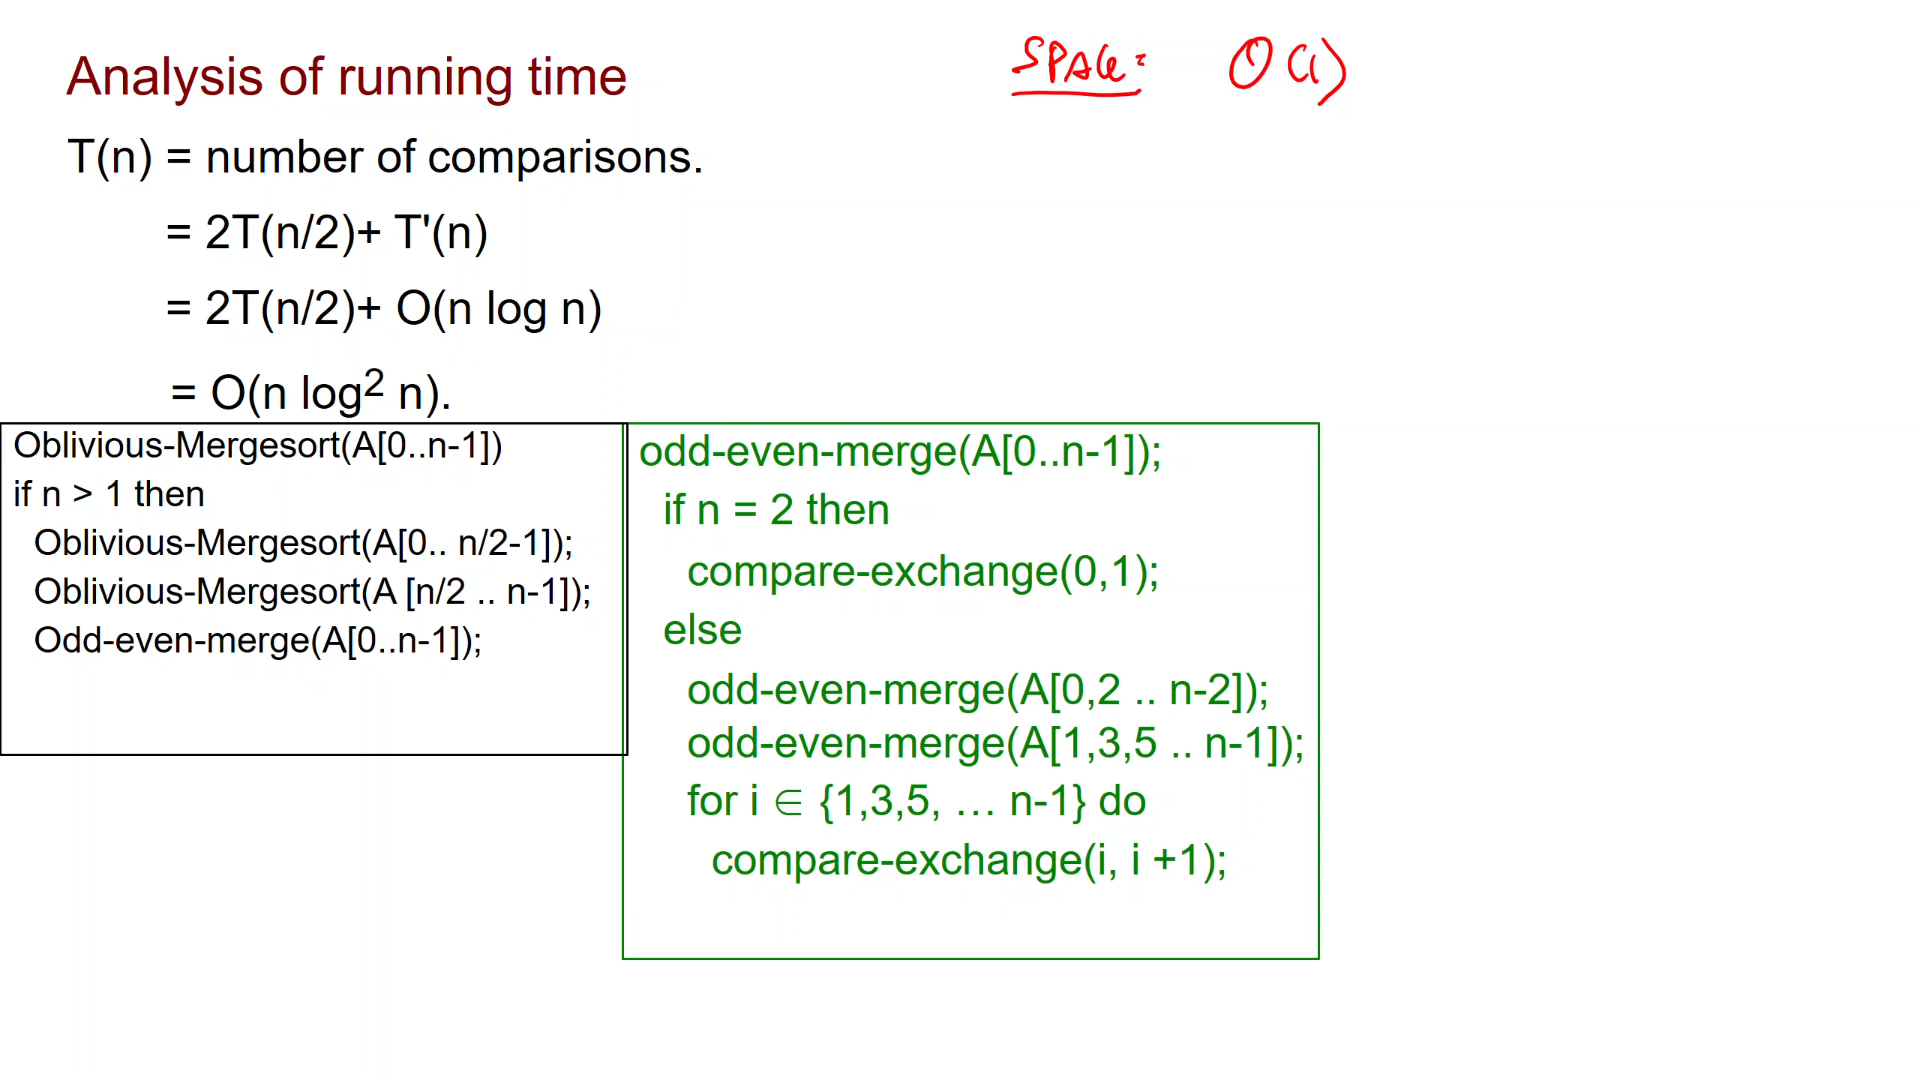 Analysis of running time
SPACE: O(1)
T(n) = number of comparisons.
= 2T(n/2)+ T'(n)
= 2T(n/2)+ O(n log n)
= O(n log² n).
Oblivious-Mergesort(A[0..n-1])
if n > 1 then
Oblivious-Mergesort(A[0.. n/2-1]);
Oblivious-Mergesort(A [n/2 .. n-1]);
Odd-even-merge(A[0..n-1]);
odd-even-merge(A[0..n-1]);
if n = 2 then
compare-exchange(0,1);
else
odd-even-merge(A[0,2 .. n-2]);
odd-even-merge(A[1,3,5 .. n-1]);
for i ∈ {1,3,5, … n-1} do
compare-exchange(i, i +1);